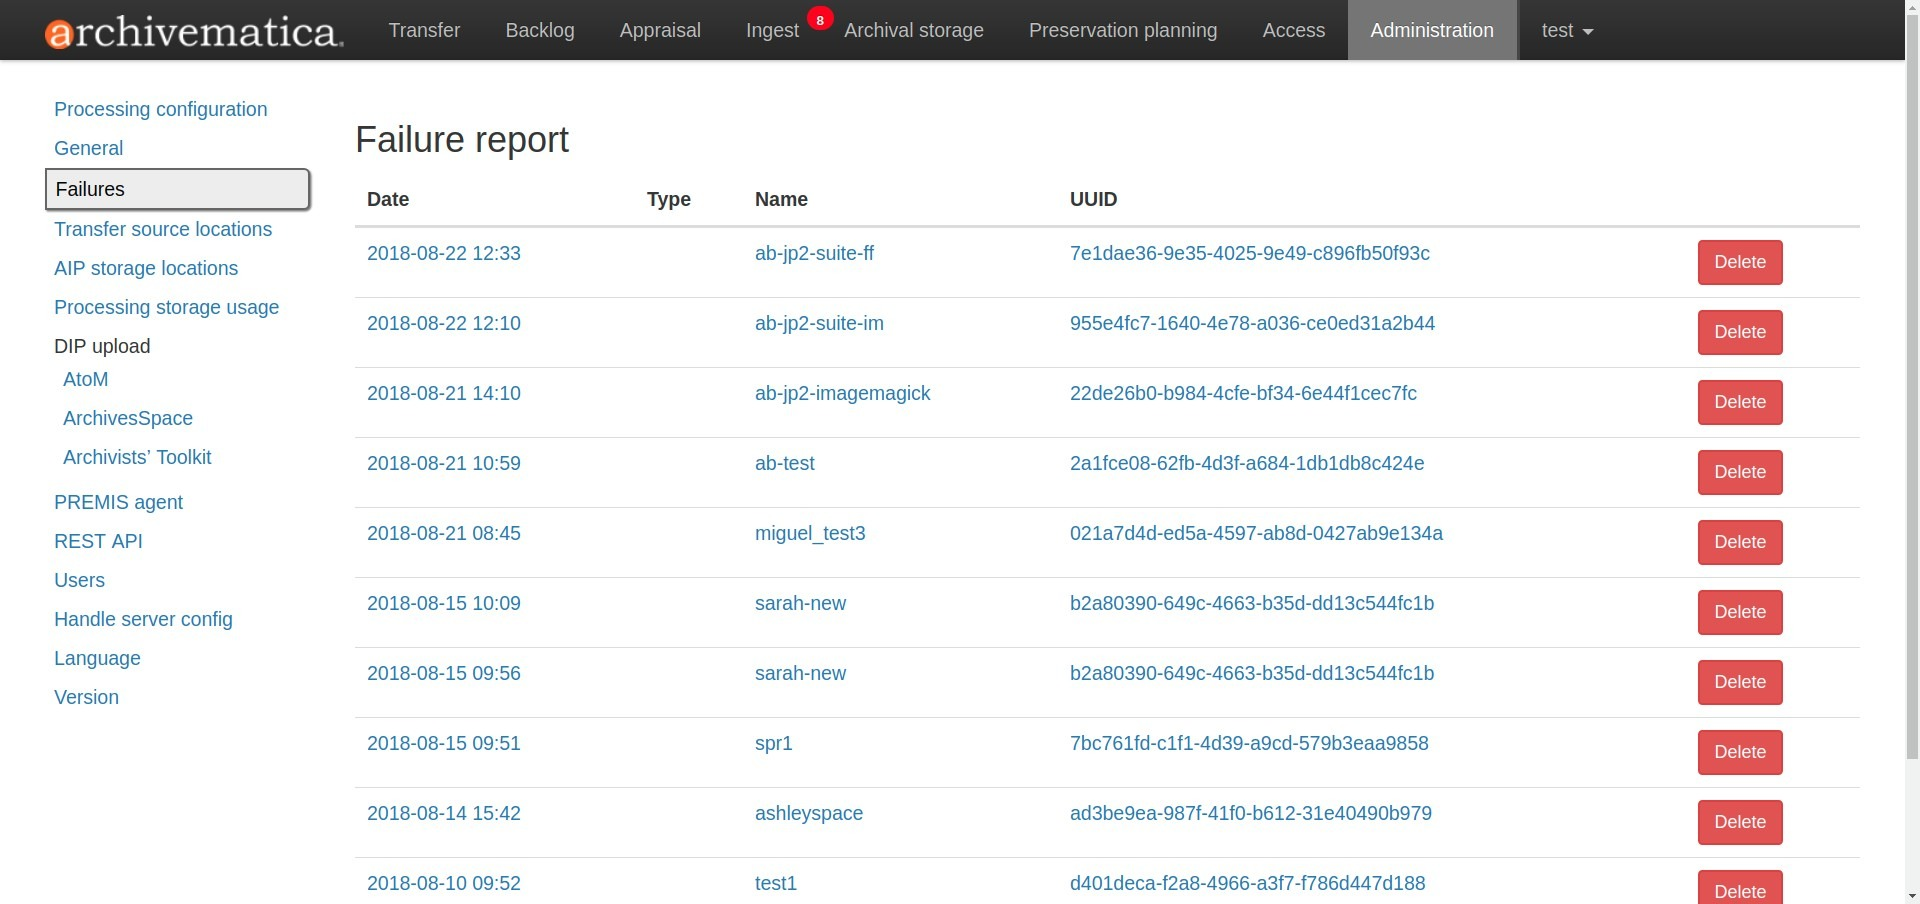 archivematica Transfer Backlog Appraisal Ingest 8 Archival storage Preservation planning Access Administration test
Processing configuration
General
Failures
Transfer source locations
AIP storage locations
Processing storage usage
DIP upload
AtoM
ArchivesSpace
Archivists’ Toolkit
PREMIS agent
REST API
Users
Handle server config
Language
Version
Failure report
Date Type Name UUID
2018-08-22 12:33 ab-jp2-suite-ff 7e1dae36-9e35-4025-9e49-c896fb50f93c Delete
2018-08-22 12:10 ab-jp2-suite-im 955e4fc7-1640-4e78-a036-ce0ed31a2b44 Delete
2018-08-21 14:10 ab-jp2-imagemagick 22de26b0-b984-4cfe-bf34-6e44f1cec7fc Delete
2018-08-21 10:59 ab-test 2a1fce08-62fb-4d3f-a684-1db1db8c424e Delete
2018-08-21 08:45 miguel_test3 021a7d4d-ed5a-4597-ab8d-0427ab9e134a Delete
2018-08-15 10:09 sarah-new b2a80390-649c-4663-b35d-dd13c544fc1b Delete
2018-08-15 09:56 sarah-new b2a80390-649c-4663-b35d-dd13c544fc1b Delete
2018-08-15 09:51 spr1 7bc761fd-c1f1-4d39-a9cd-579b3eaa9858 Delete
2018-08-14 15:42 ashleyspace ad3be9ea-987f-41f0-b612-31e40490b979 Delete
2018-08-10 09:52 test1 d401deca-f2a8-4966-a3f7-f786d447d188 Delete